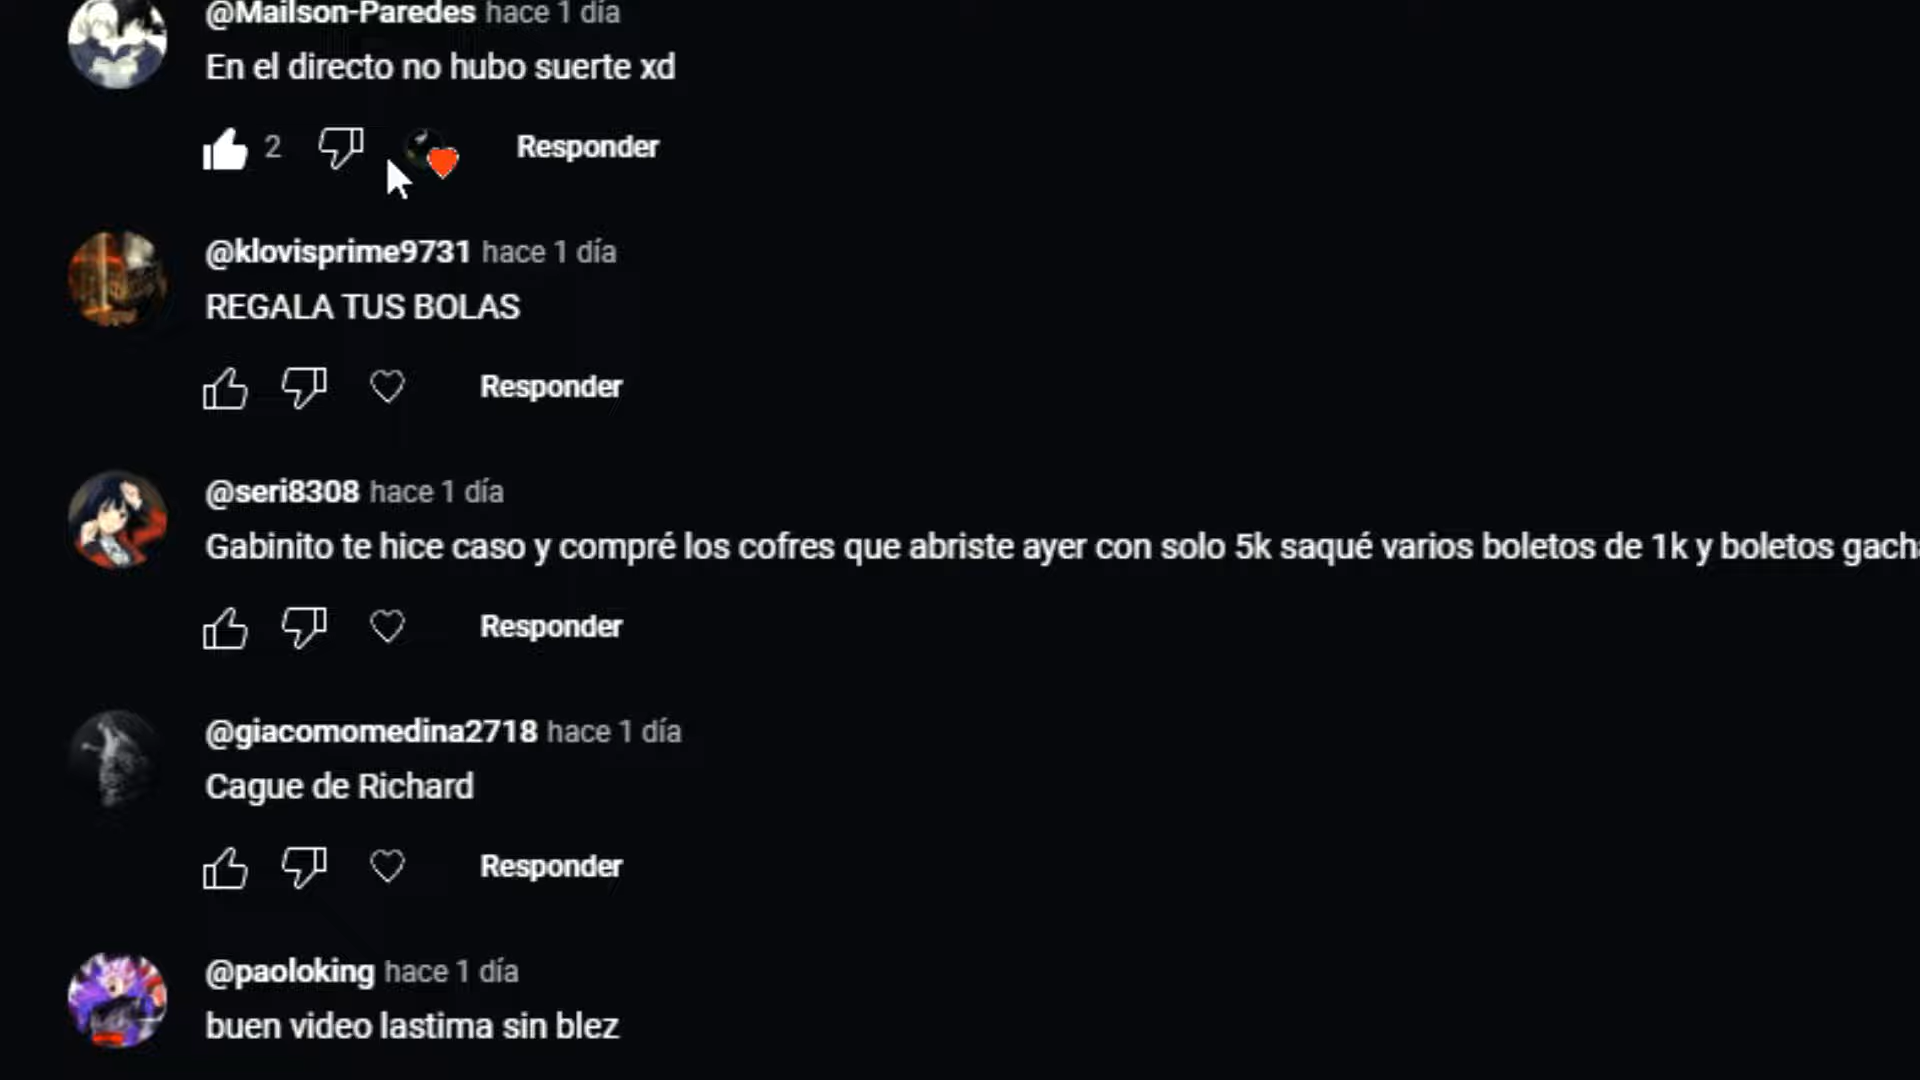 @Mailson-Paredes hace 1 día
En el directo no hubo suerte xd
2 Responder
@klovisprime9731 hace 1 día
REGALA TUS BOLAS
Responder
@seri8308 hace 1 día
Gabinito te hice caso y compré los cofres que abriste ayer con solo 5k saqué varios boletos de 1k y boletos gach
Responder
@giacomomedina2718 hace 1 día
Cague de Richard
Responder
@paoloking hace 1 día
buen video lastima sin blez